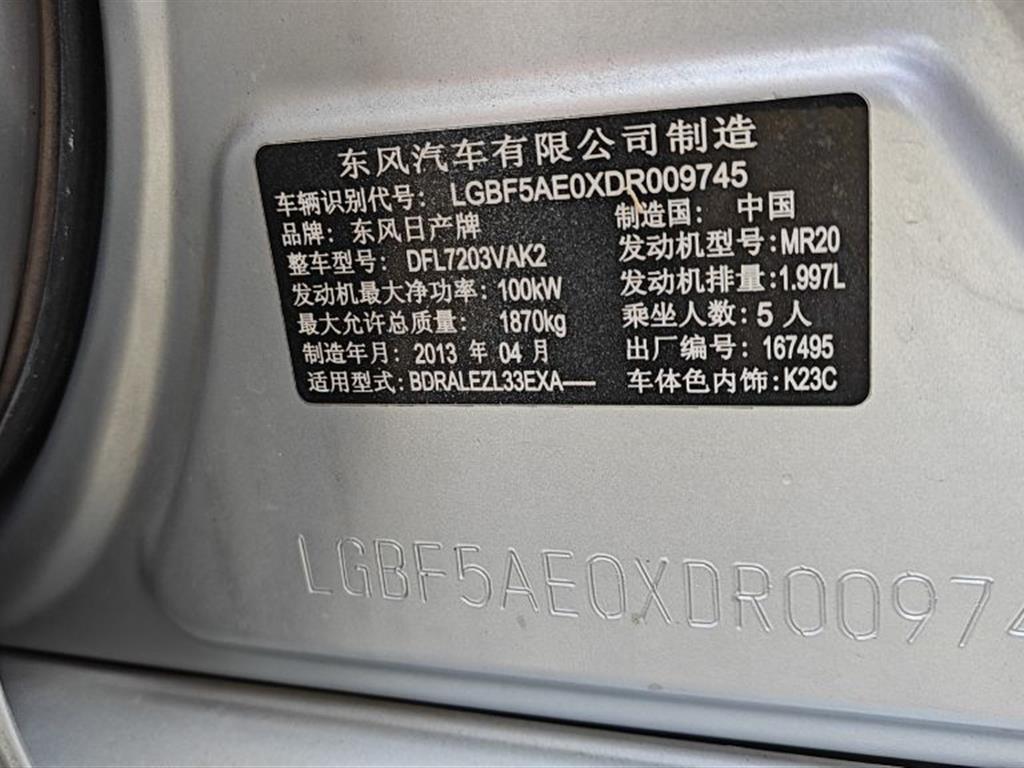 东风汽车有限公司制造
车辆识别代号: LGBF5AE0XDR009745
品牌: 东风日产牌 制造国: 中国
整车型号: DFL7203VAK2 发动机型号:MR20
发动机最大净功率: 100kW 发动机排量:1.997L
最大允许总质量: 1870kg 乘坐人数: 5 人
制造年月: 2013 年 04 月 出厂编号: 167495
适用型式: BDRALEZL33EXA—— 车体色内饰: K23C
LGBF5AE0XDR00974